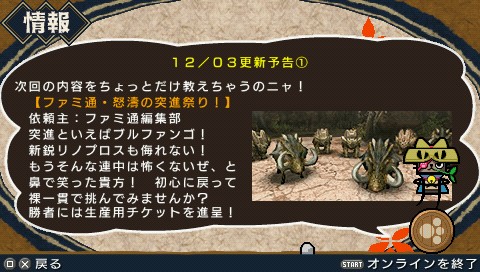 情報
12/03更新予告①
次回の内容をちょっとだけ教えちゃうのニャ！
【ファミ通・怒濤の突進祭り！】
依頼主：ファミ通編集部
突進といえばブルファンゴ！
新鋭リノプロスも侮れない！
もうそんな連中は怖くないぜ、と
鼻で笑った貴方！　初心に戻って
裸一貫で挑んでみませんか？
勝者には生産用チケットを進呈！
□×戻る
START オンラインを終了